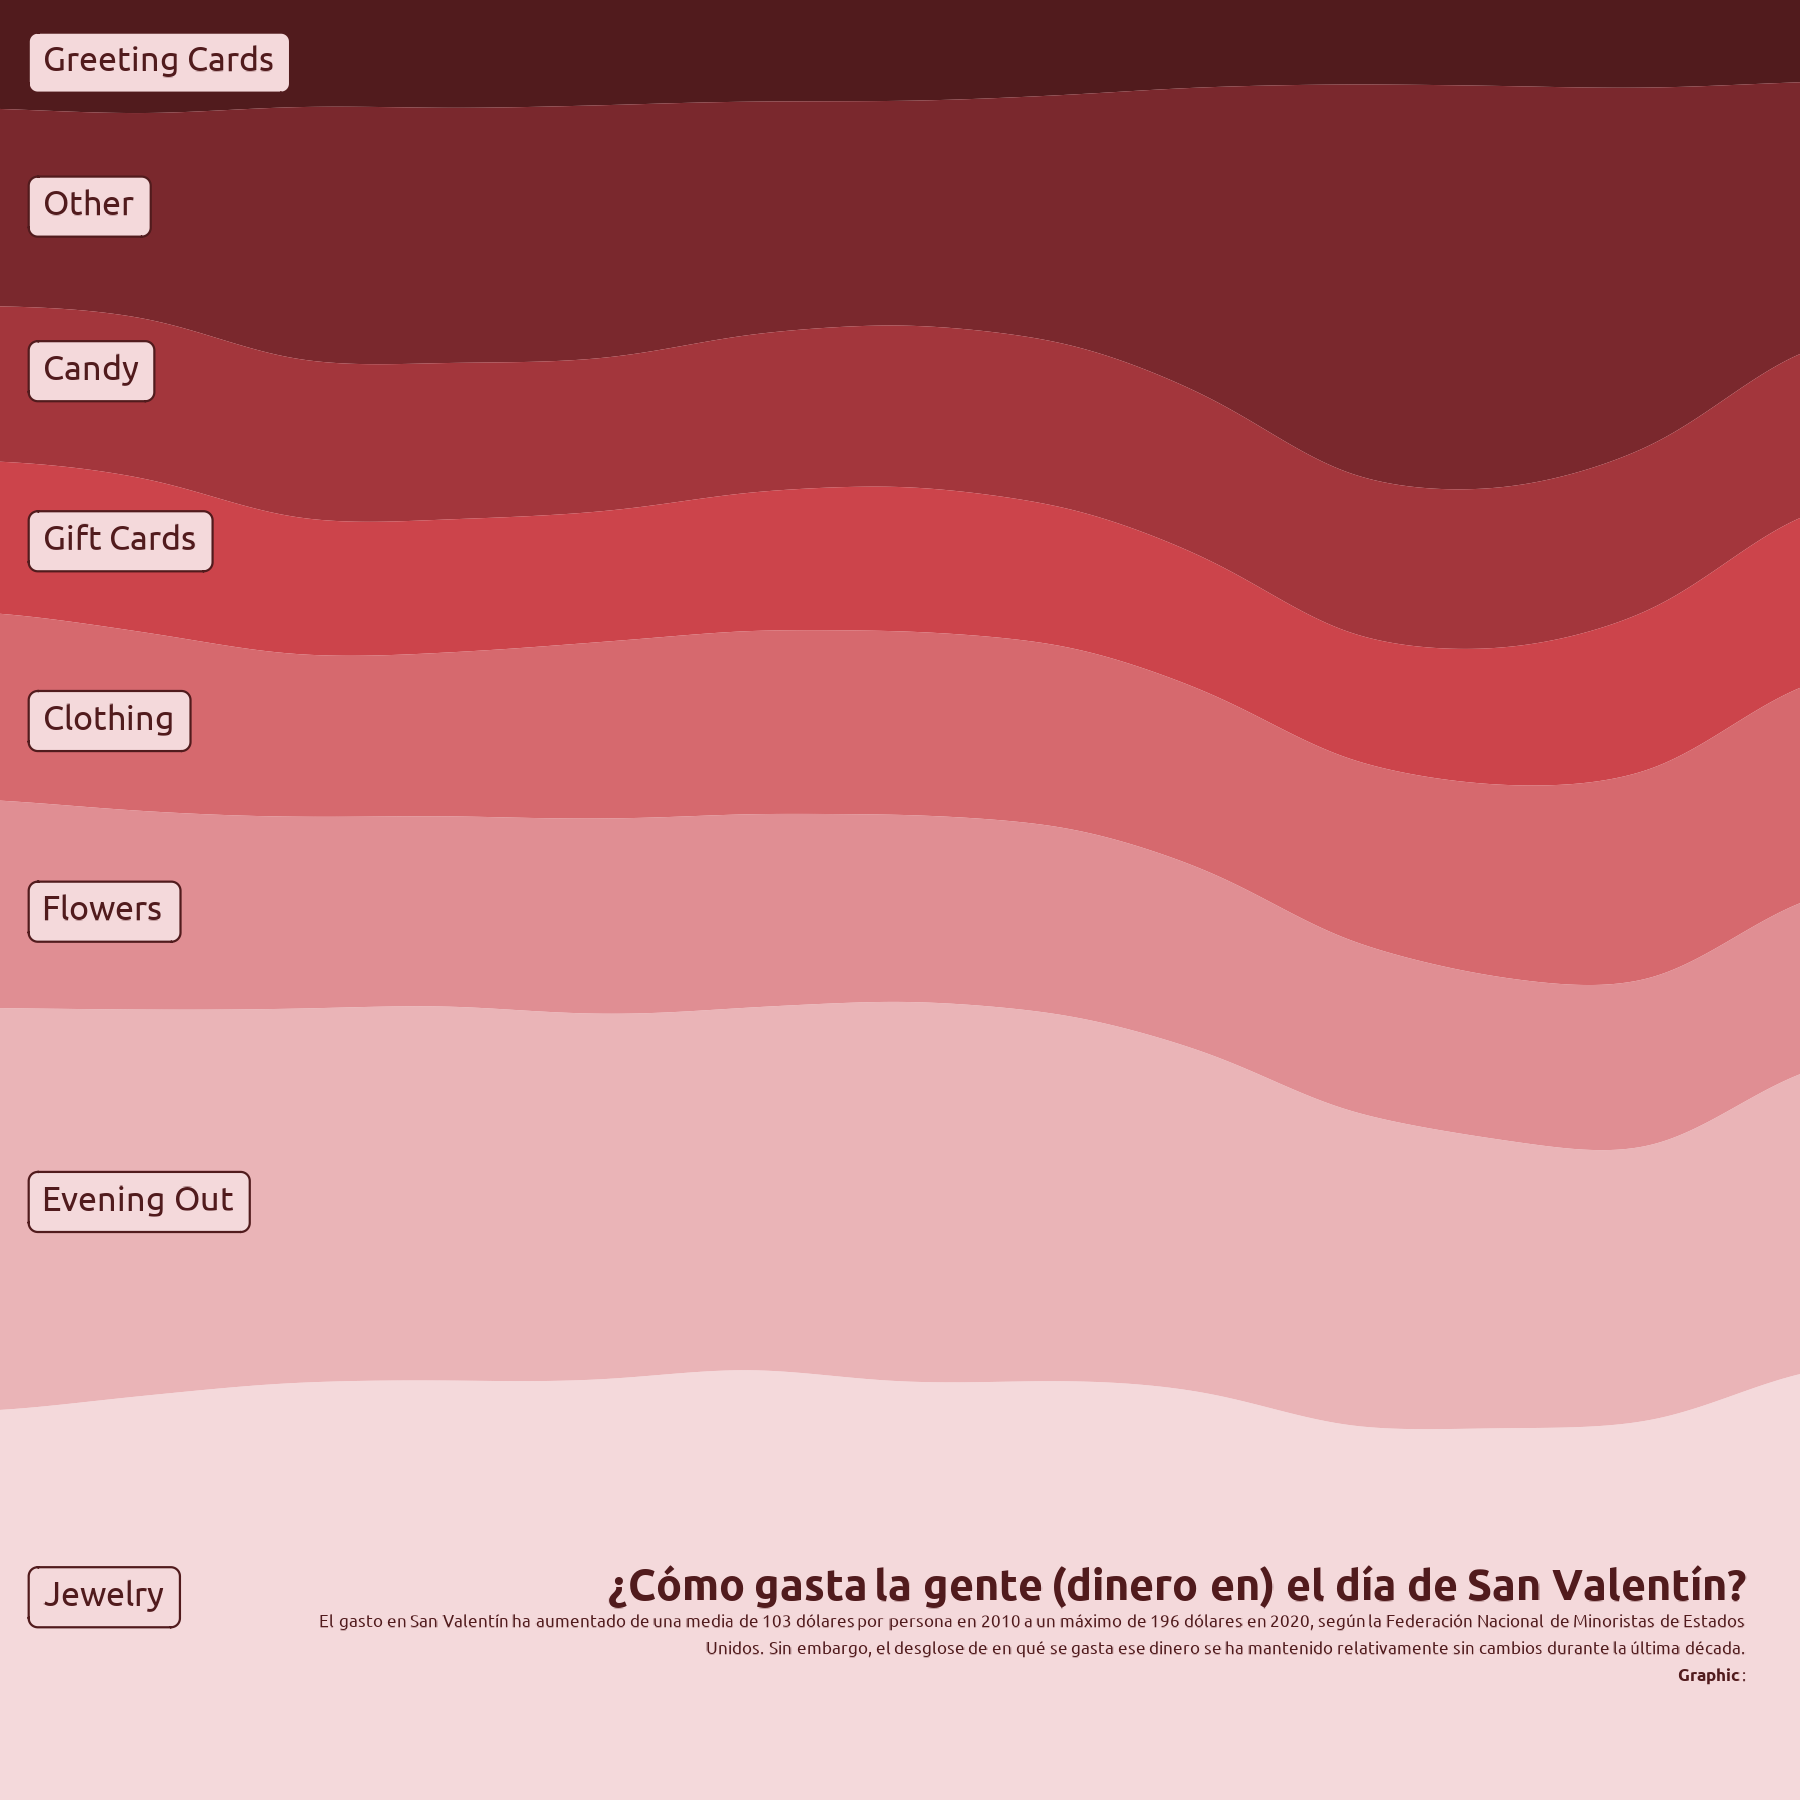 Greeting Cards
Other
Candy
Gift Cards
Clothing
Flowers
Evening Out
Jewelry
¿Cómo gasta la gente (dinero en) el día de San Valentín?
El gasto en San Valentín ha aumentado de una media de 103 dólares por persona en 2010 a un máximo de 196 dólares en 2020, según la Federación Nacional de Minoristas de Estados
Unidos. Sin embargo, el desglose de en qué se gasta ese dinero se ha mantenido relativamente sin cambios durante la última década.
Graphic: